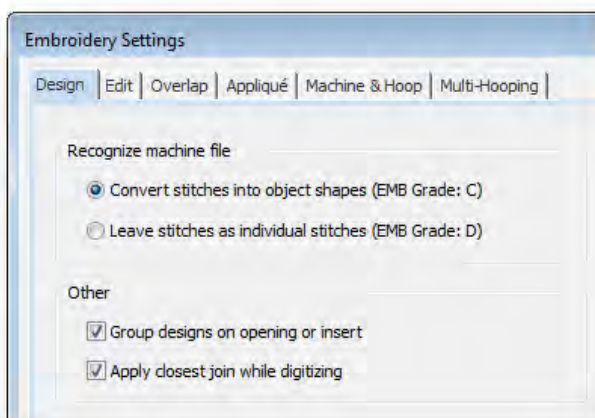 Embroidery Settings
Design Edit Overlap Appliqué Machine & Hoop Multi-Hooping
Recognize machine file
Convert stitches into object shapes (EMB Grade: C)
Leave stitches as individual stitches (EMB Grade: D)
Other
Group designs on opening or insert
Apply closest join while digitizing